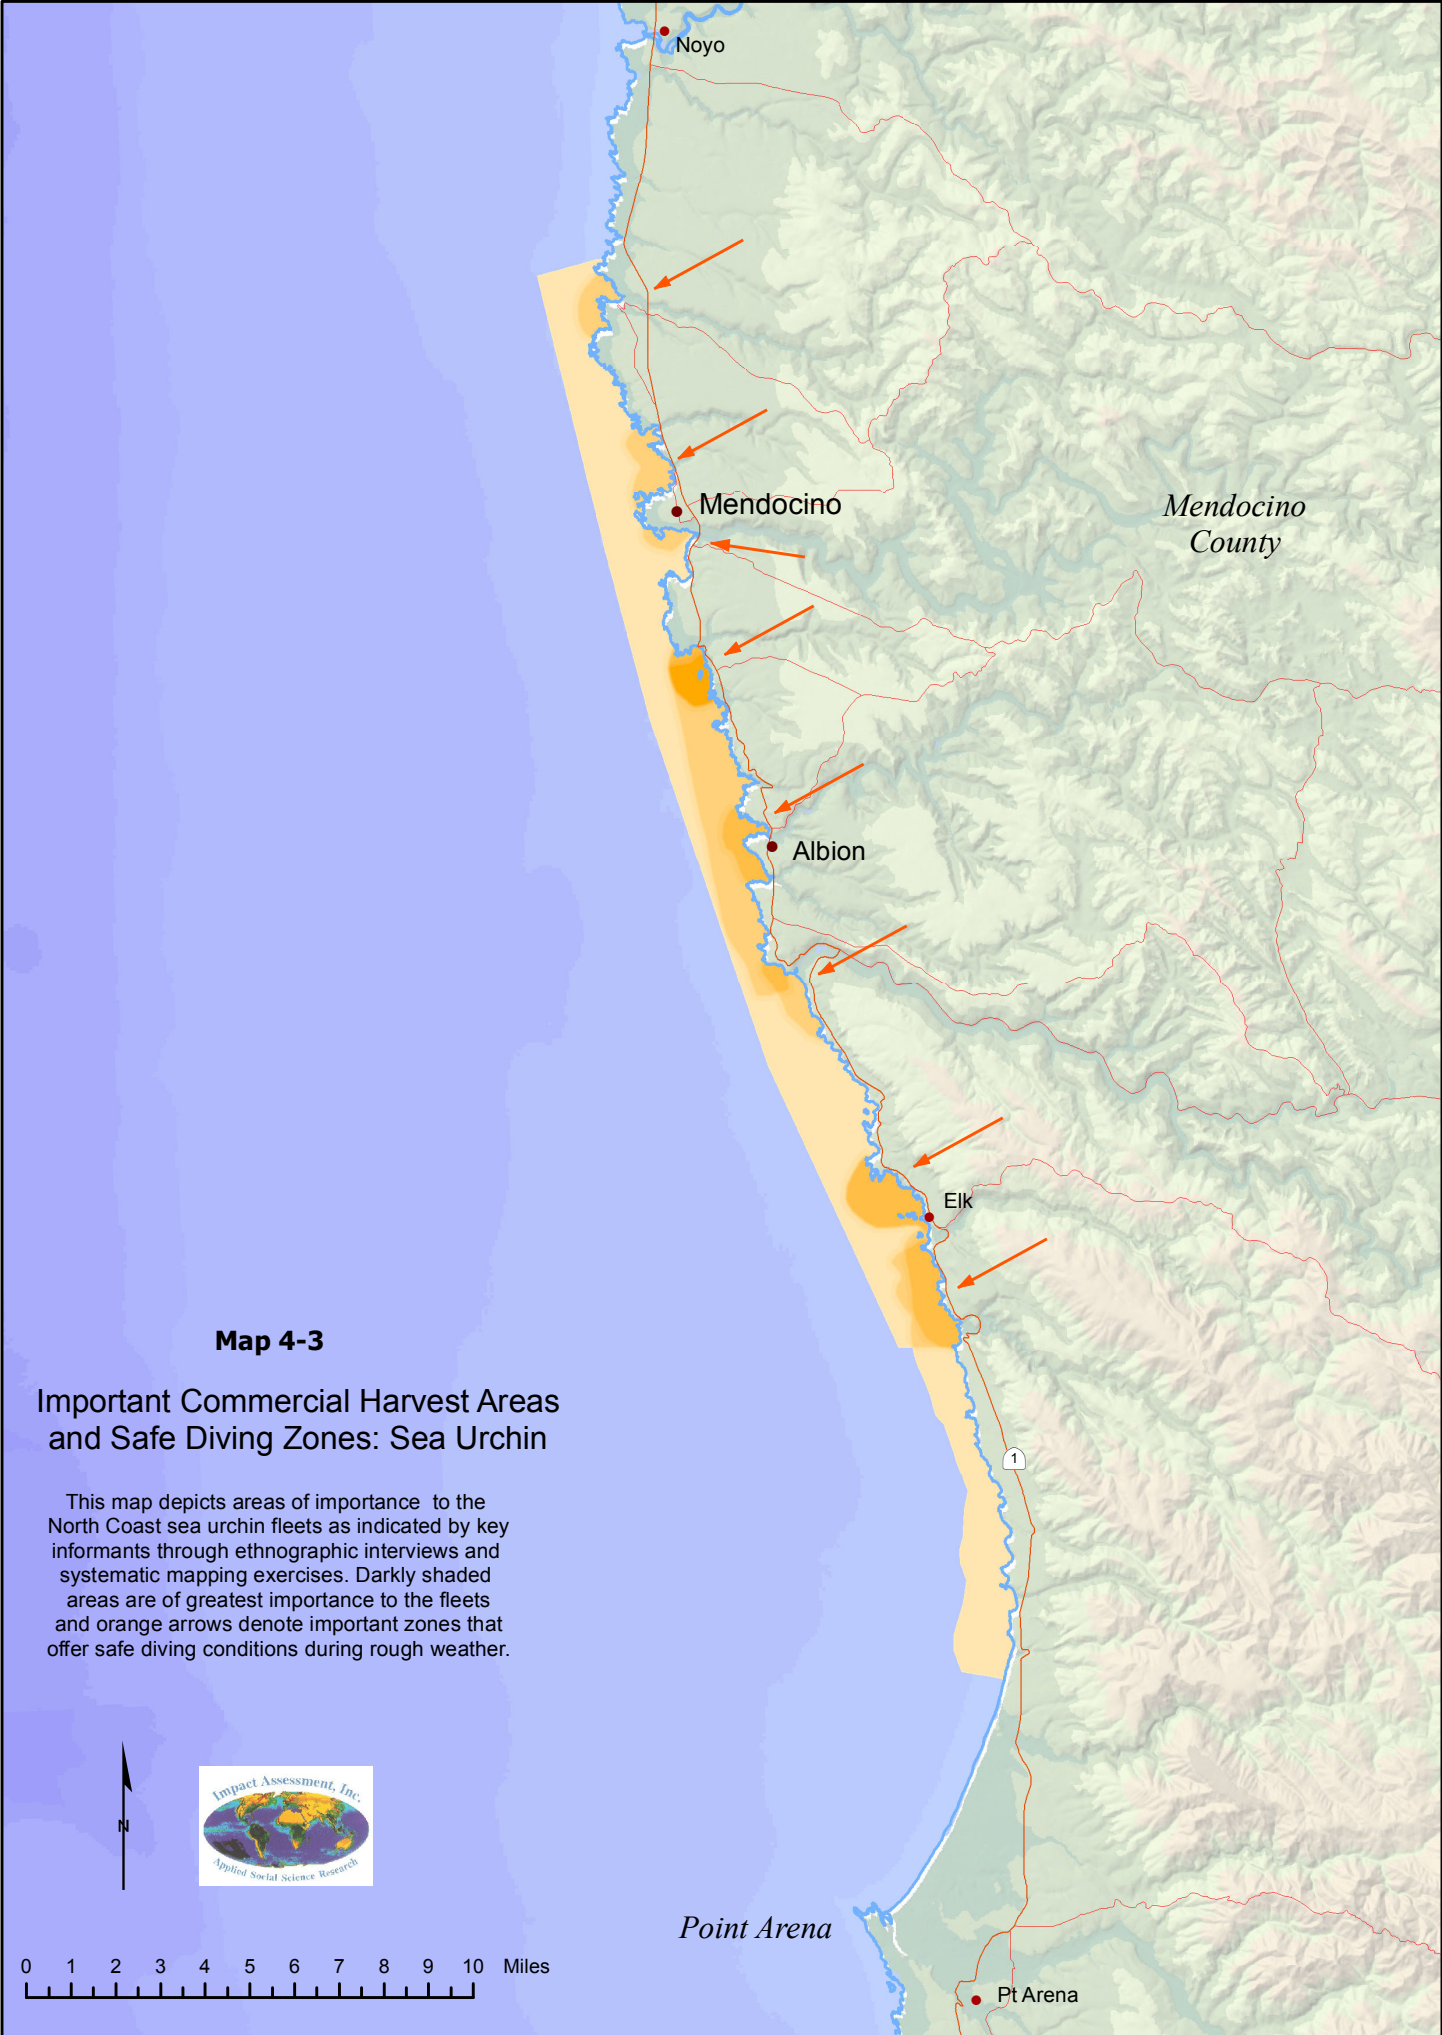 Noyo
Mendocino
Mendocino
County
Albion
Elk
Map 4-3
Important Commercial Harvest Areas
and Safe Diving Zones: Sea Urchin
1
This map depicts areas of importance to the
North Coast sea urchin fleets as indicated by key
informants through ethnographic interviews and
systematic mapping exercises. Darkly shaded
areas are of greatest importance to the fleets
and orange arrows denote important zones that
offer safe diving conditions during rough weather.
N
Impact Assessment, Inc.
Applied Social Science Research
Point Arena
0 1 2 3 4 5 6 7 8 9 10 Miles
Pt Arena